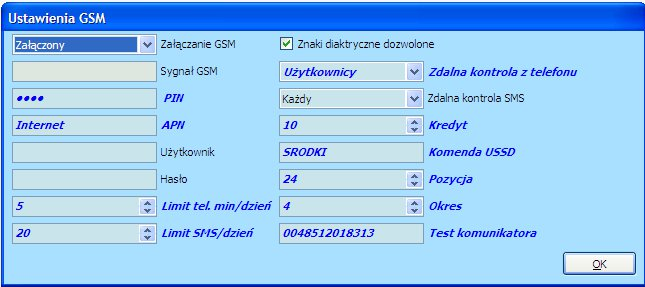 Ustawienia GSM
Załączony Załączanie GSM Znaki diaktryczne dozwolone
Sygnał GSM Użytkownicy Zdalna kontrola z telefonu
•••• PIN Każdy Zdalna kontrola SMS
Internet APN 10 Kredyt
Użytkownik SRODKI Komenda USSD
Hasło 24 Pozycja
5 Limit tel. min/dzień 4 Okres
20 Limit SMS/dzień 0048512018313 Test komunikatora
OK